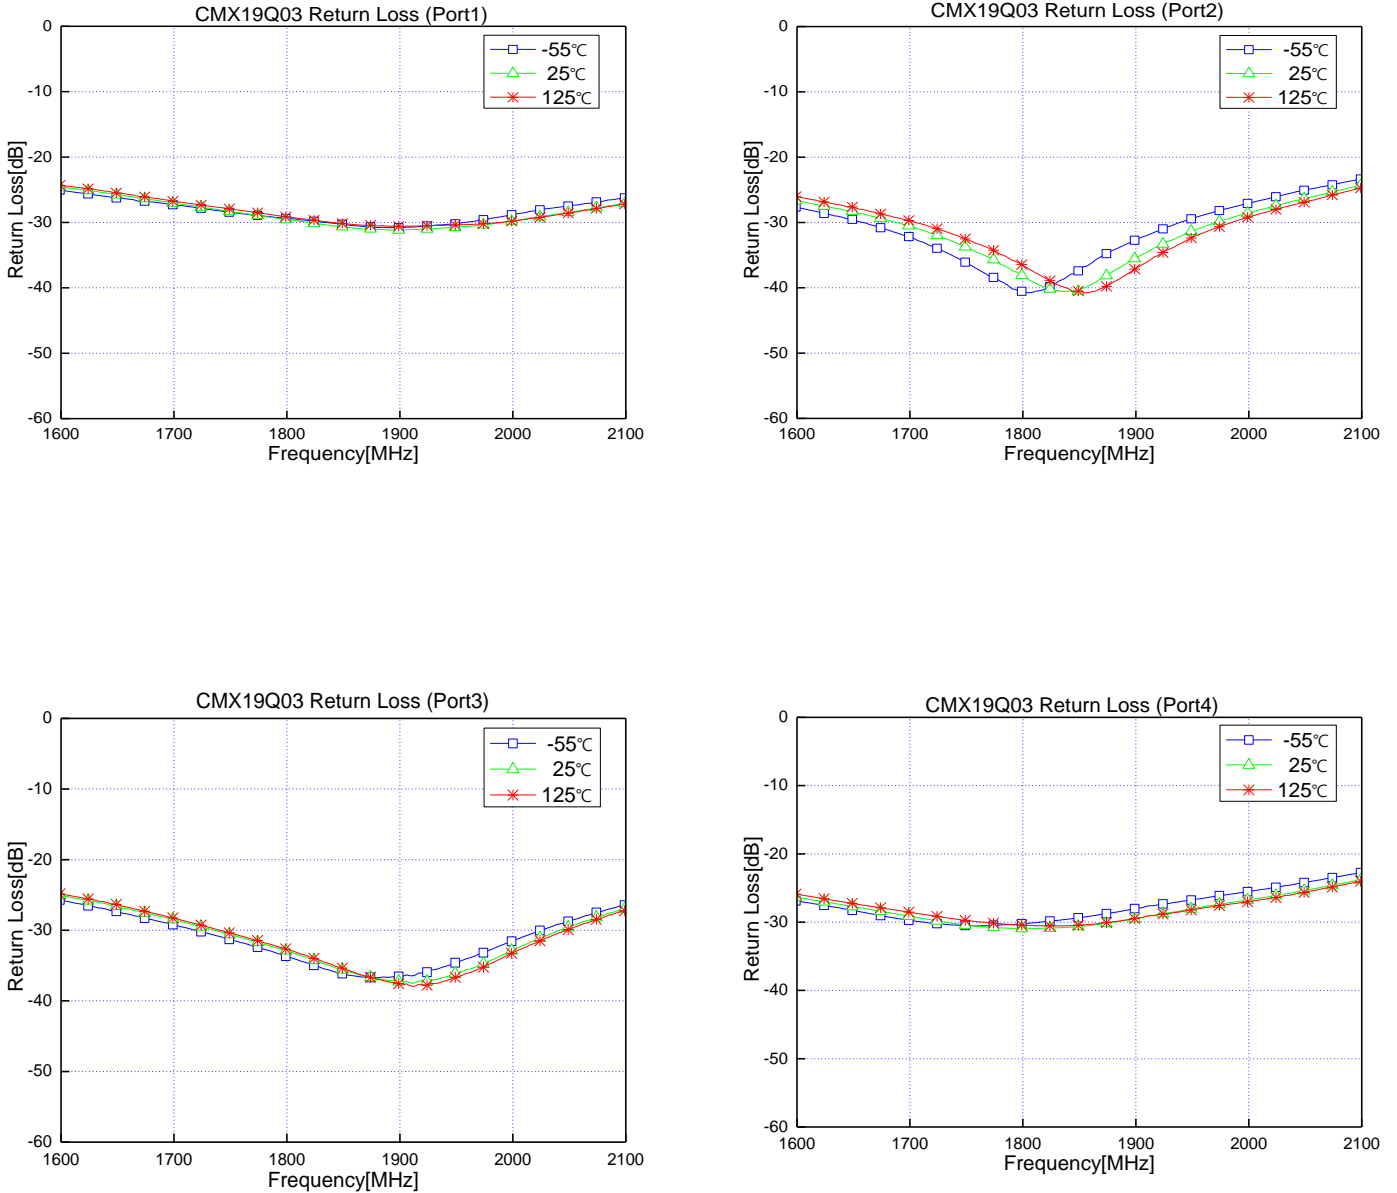 CMX19Q03 Return Loss (Port1)
Return Loss[dB]
0
-10
-20
-30
-40
-50
-60
-55℃
25℃
125℃
1600 1700 1800 1900 2000 2100
Frequency[MHz]
CMX19Q03 Return Loss (Port2)
Return Loss[dB]
0
-10
-20
-30
-40
-50
-60
-55℃
25℃
125℃
1600 1700 1800 1900 2000 2100
Frequency[MHz]
CMX19Q03 Return Loss (Port3)
Return Loss[dB]
0
-10
-20
-30
-40
-50
-60
-55℃
25℃
125℃
1600 1700 1800 1900 2000 2100
Frequency[MHz]
CMX19Q03 Return Loss (Port4)
Return Loss[dB]
0
-10
-20
-30
-40
-50
-60
-55℃
25℃
125℃
1600 1700 1800 1900 2000 2100
Frequency[MHz]